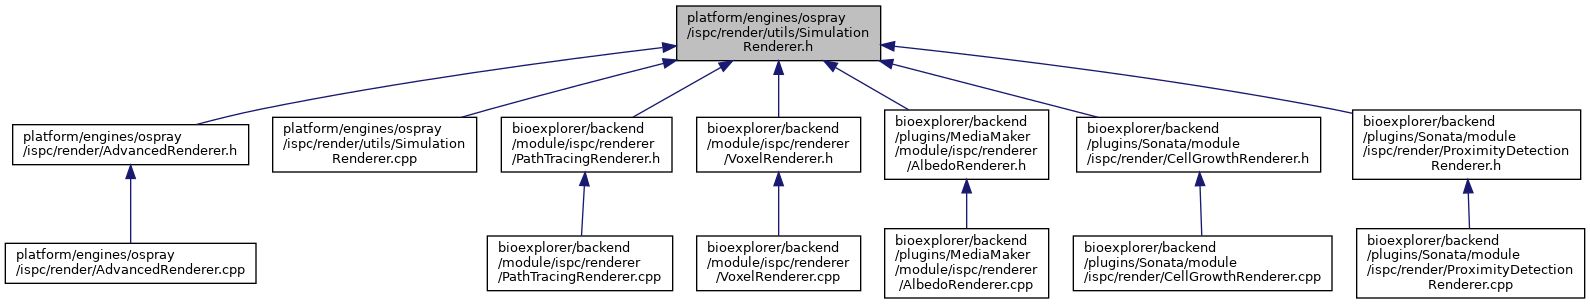 platform/engines/ospray
/ispc/render/utils/Simulation
Renderer.h
platform/engines/ospray
/ispc/render/AdvancedRenderer.h
platform/engines/ospray
/ispc/render/utils/Simulation
Renderer.cpp
bioexplorer/backend
/module/ispc/renderer
/PathTracingRenderer.h
bioexplorer/backend
/module/ispc/renderer
/VoxelRenderer.h
bioexplorer/backend
/plugins/MediaMaker
/module/ispc/renderer
/AlbedoRenderer.h
bioexplorer/backend
/plugins/Sonata/module
/ispc/render/CellGrowthRenderer.h
bioexplorer/backend
/plugins/Sonata/module
/ispc/render/ProximityDetection
Renderer.h
platform/engines/ospray
/ispc/render/AdvancedRenderer.cpp
bioexplorer/backend
/module/ispc/renderer
/PathTracingRenderer.cpp
bioexplorer/backend
/module/ispc/renderer
/VoxelRenderer.cpp
bioexplorer/backend
/plugins/MediaMaker
/module/ispc/renderer
/AlbedoRenderer.cpp
bioexplorer/backend
/plugins/Sonata/module
/ispc/render/CellGrowthRenderer.cpp
bioexplorer/backend
/plugins/Sonata/module
/ispc/render/ProximityDetection
Renderer.cpp